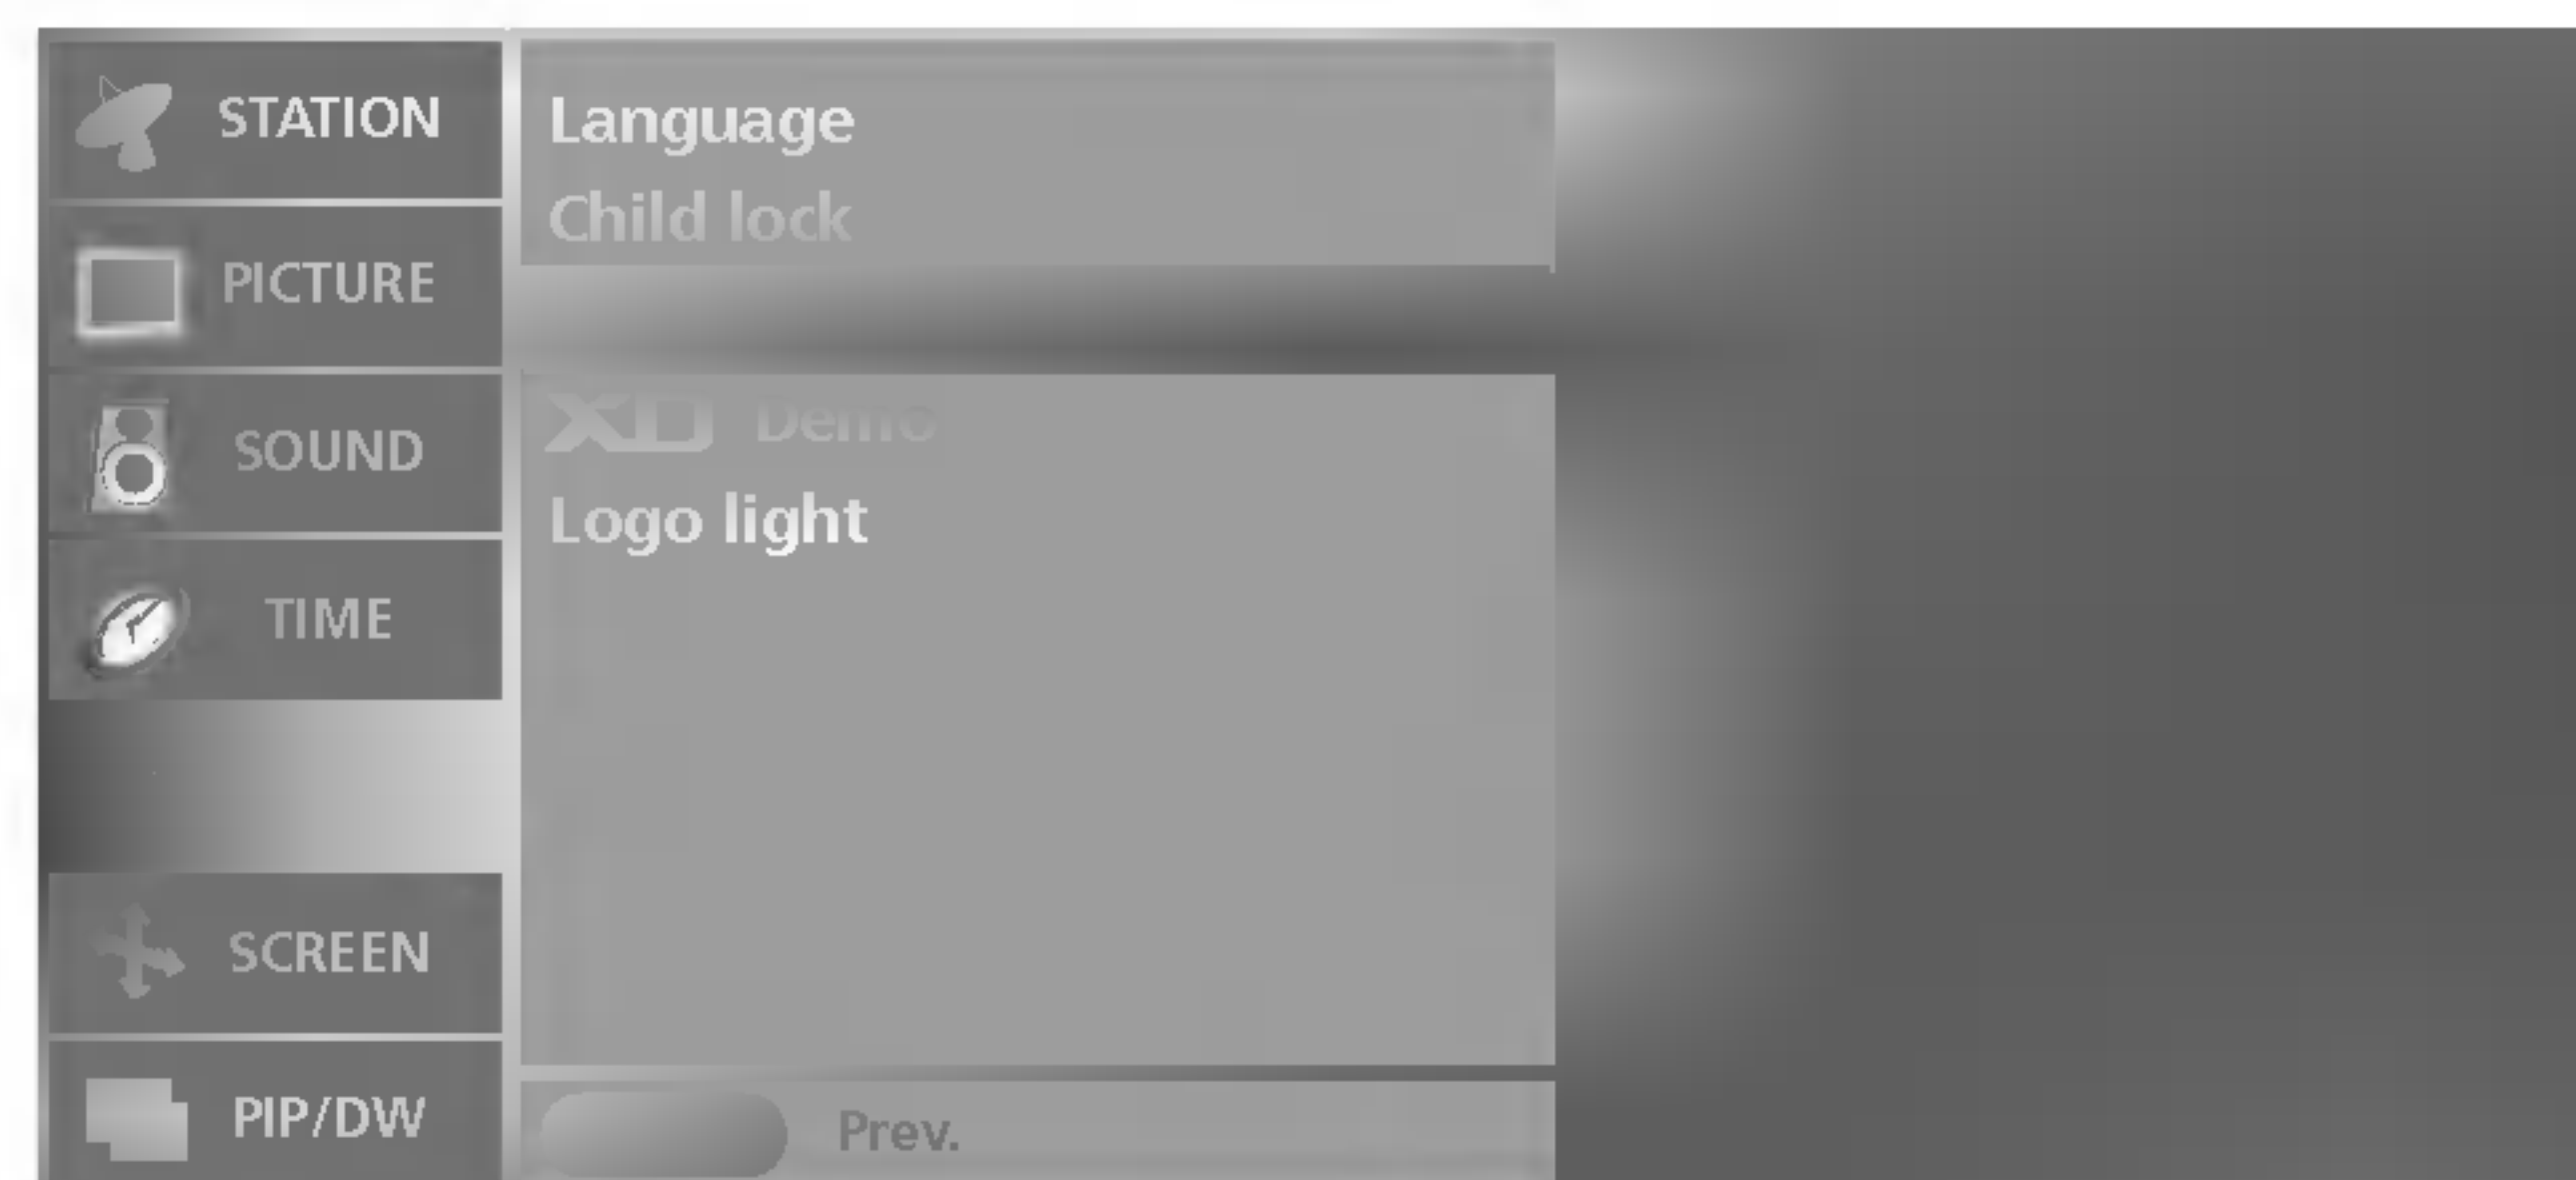 STATION
PICTURE
SOUND
TIME
SCREEN
PIP/DW
Language
Child lock
XD Demo
Logo light
Prev.